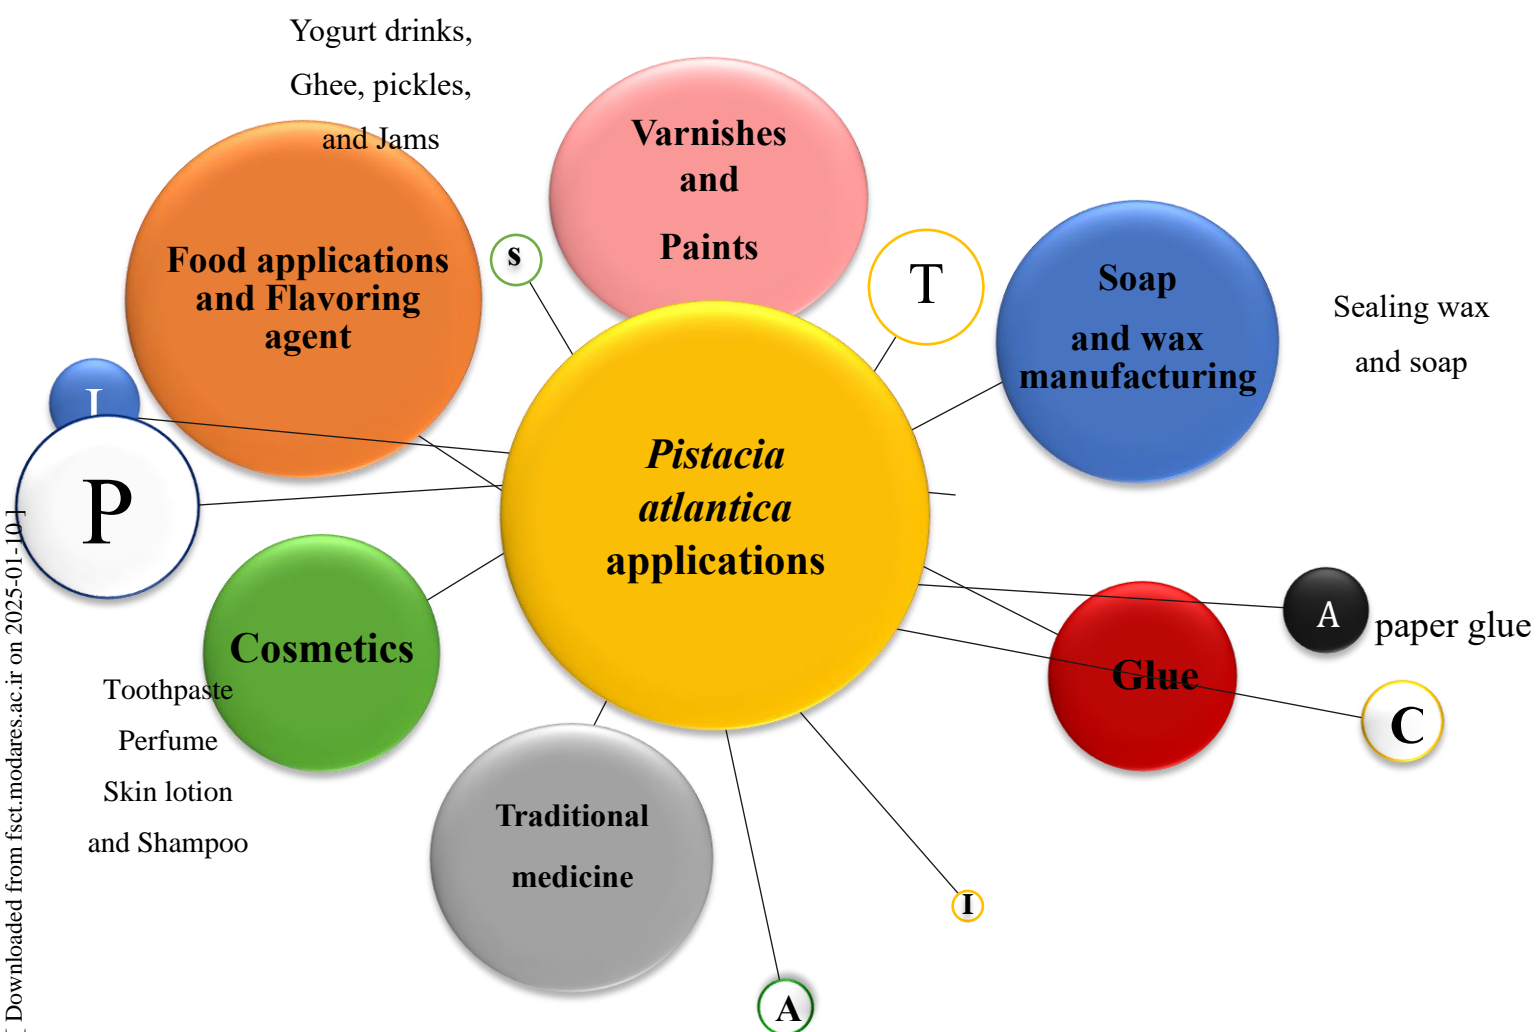 Yogurt drinks,
Ghee, pickles,
and Jams
Varnishes
and
Paints
Food applications
and Flavoring
agent
s
T
Soap
and wax
manufacturing
Sealing wax
and soap
P
Pistacia
atlantica
applications
Cosmetics
Toothpaste
Perfume
Skin lotion
and Shampoo
Glue
A
paper glue
C
Traditional
medicine
I
A
[ Downloaded from fsct.modares.ac.ir on 2025-01-10 ]